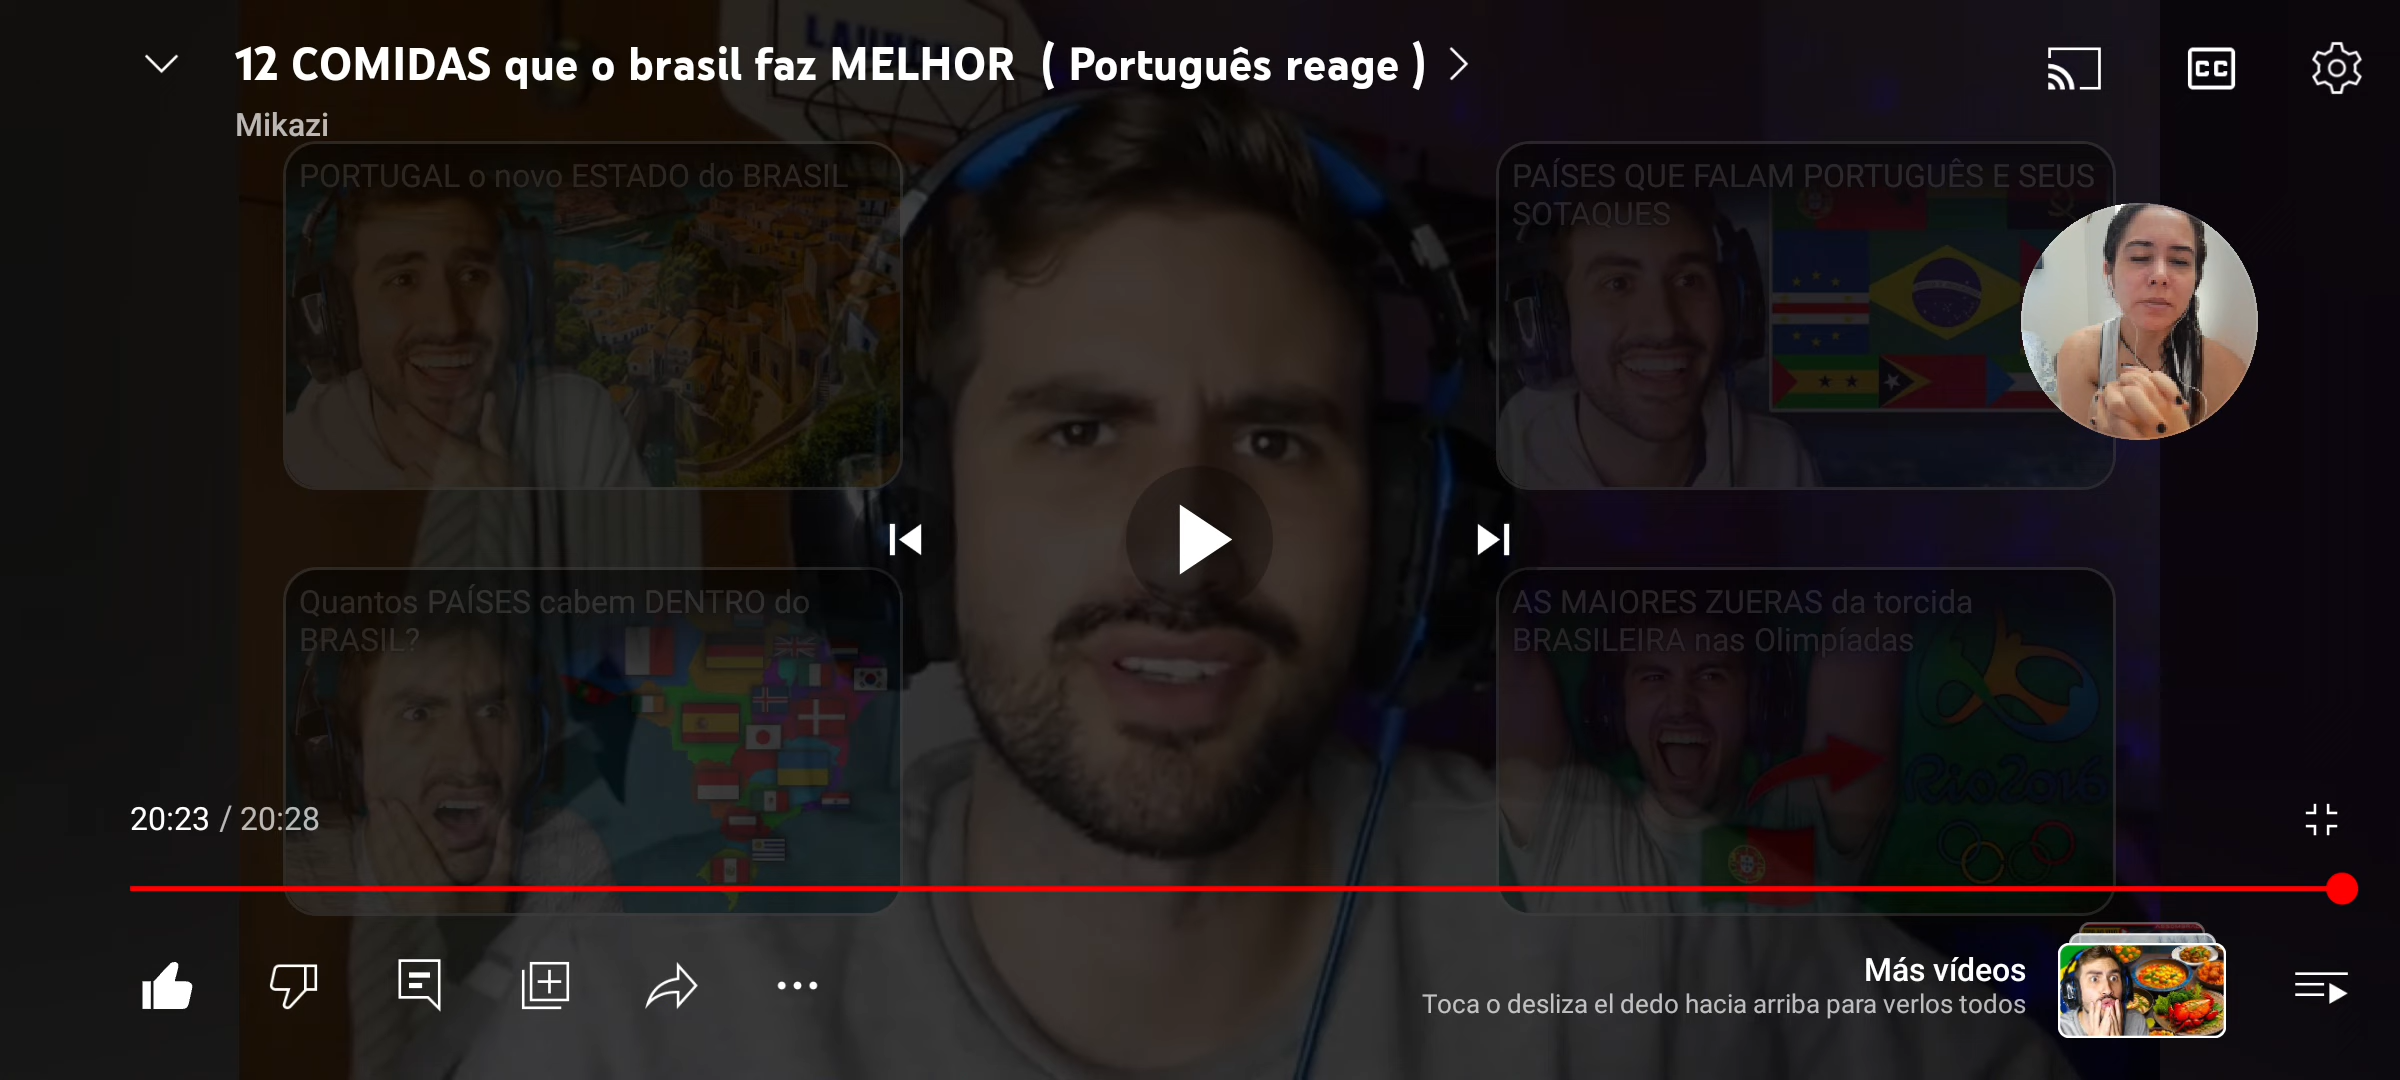 12 COMIDAS que o brasil faz MELHOR ( Português reage )
Mikazi
CC
PORTUGAL o novo ESTADO do BRASIL
PAÍSES QUE FALAM PORTUGUÊS E SEUS
SOTAQUES
Quantos PAÍSES cabem DENTRO do
BRASIL?
AS MAIORES ZUERAS da torcida
BRASILEIRA nas Olimpíadas
Rio2016
20:23 / 20:28
Más vídeos
Toca o desliza el dedo hacia arriba para verlos todos